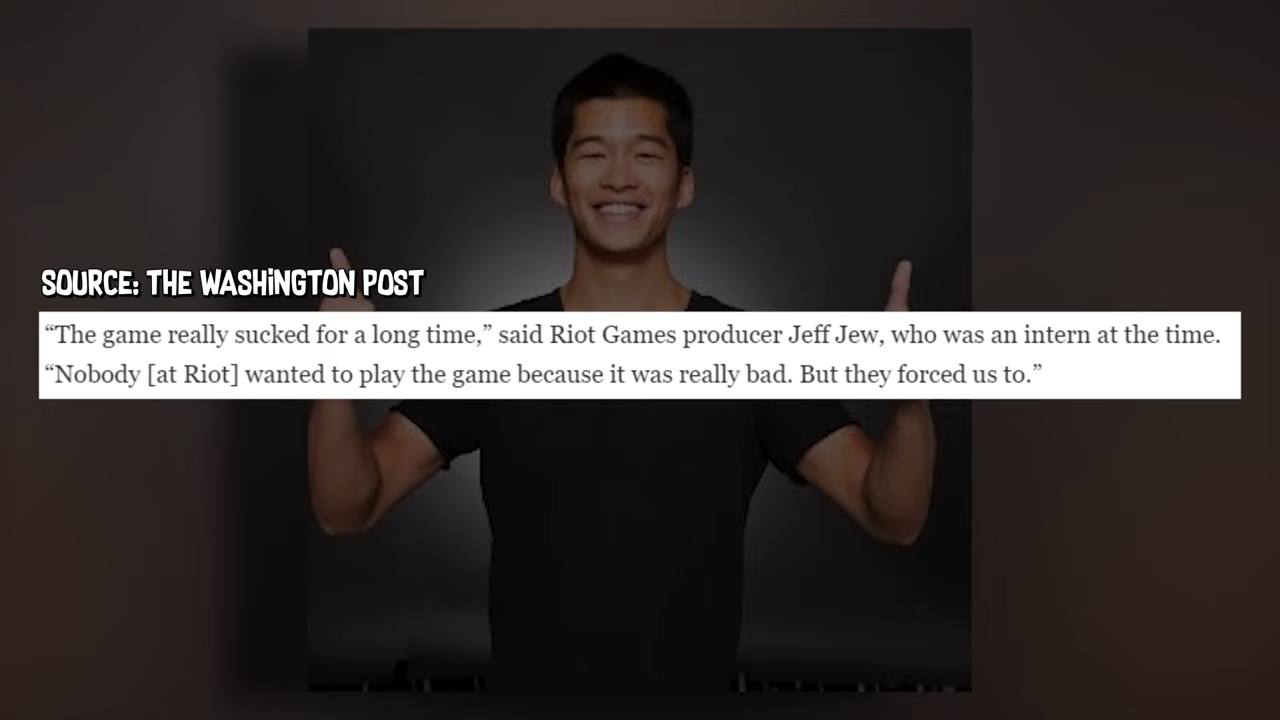 SOURCE: THE WASHINGTON POST
“The game really sucked for a long time,” said Riot Games producer Jeff Jew, who was an intern at the time.
“Nobody [at Riot] wanted to play the game because it was really bad. But they forced us to.”